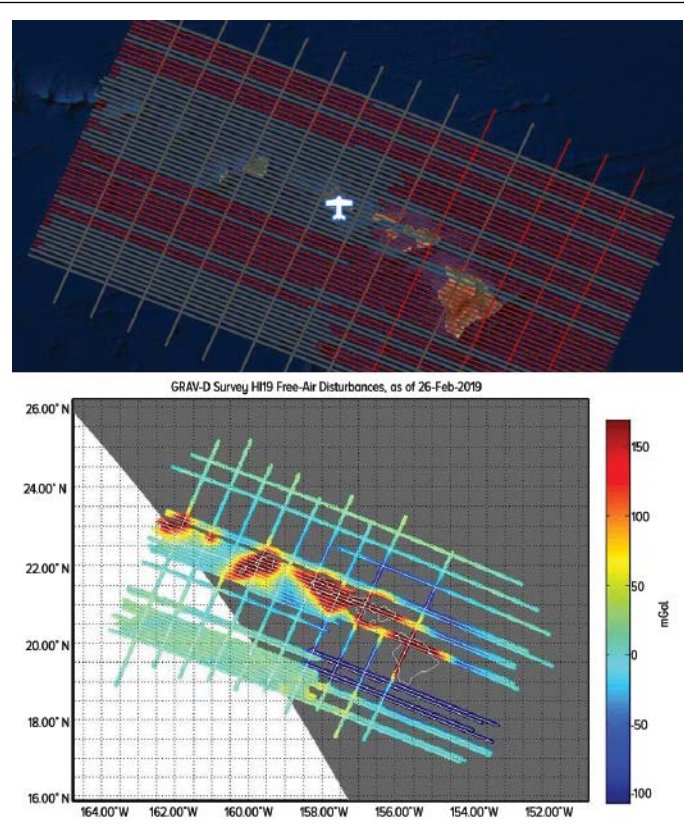 GRAV-D Survey HI19 Free-Air Disturbances, as of 26-Feb-2019
26.00°N
24.00°N
22.00°N
20.00°N
18.00°N
16.00°N
164.00°W 162.00°W 160.00°W 158.00°W 156.00°W 154.00°W 152.00°W
150
100
50
0
-50
-100
mGal